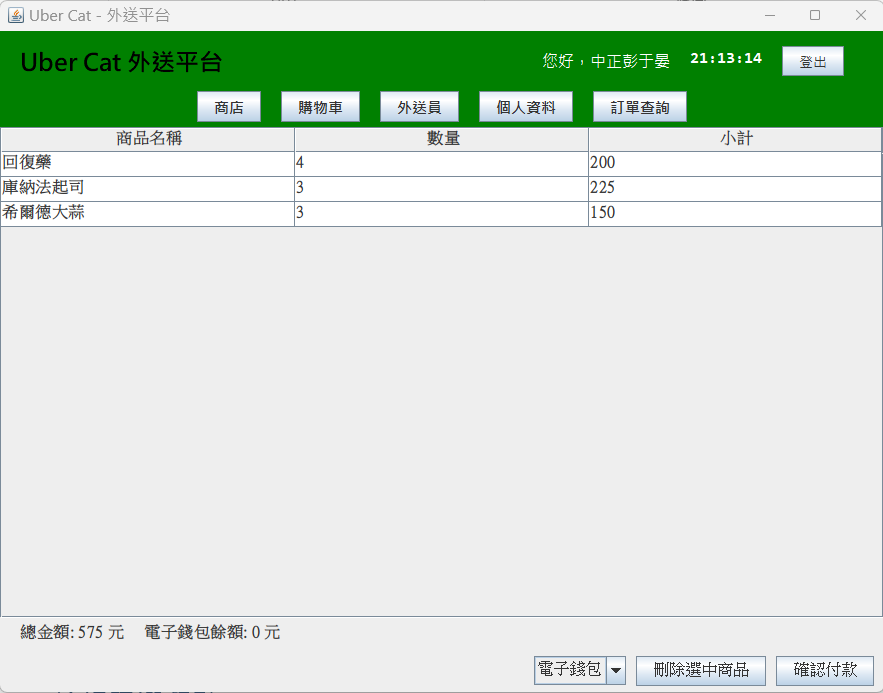 Uber Cat - 外送平台
Uber Cat 外送平台 您好，中正彭于晏 21:13:14 登出
商店 購物車 外送員 個人資料 訂單查詢
商品名稱 數量 小計
回復藥 4 200
庫納法起司 3 225
希爾德大蒜 3 150
總金額: 575 元 電子錢包餘額: 0 元
電子錢包 刪除選中商品 確認付款